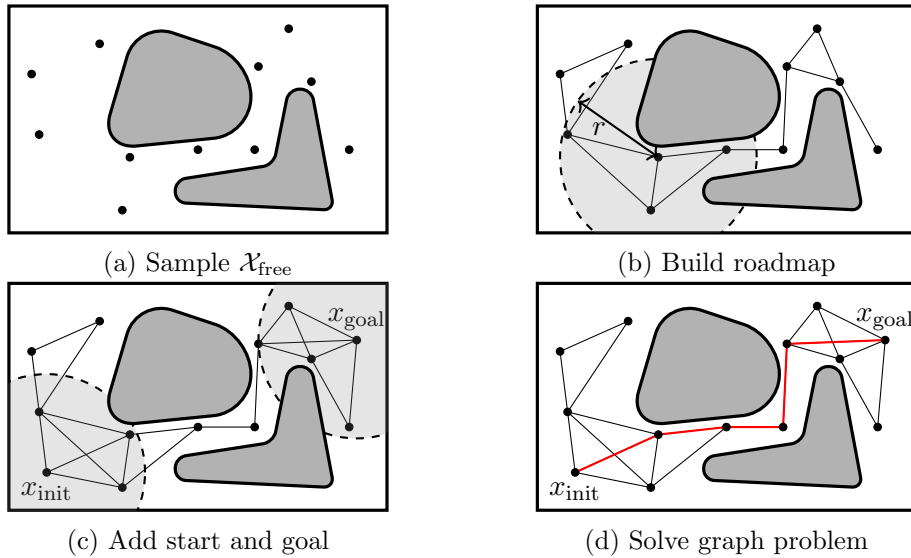 (a) Sample 𝒳free
r
(b) Build roadmap
xgoal
xinit
(c) Add start and goal
xgoal
xinit
(d) Solve graph problem